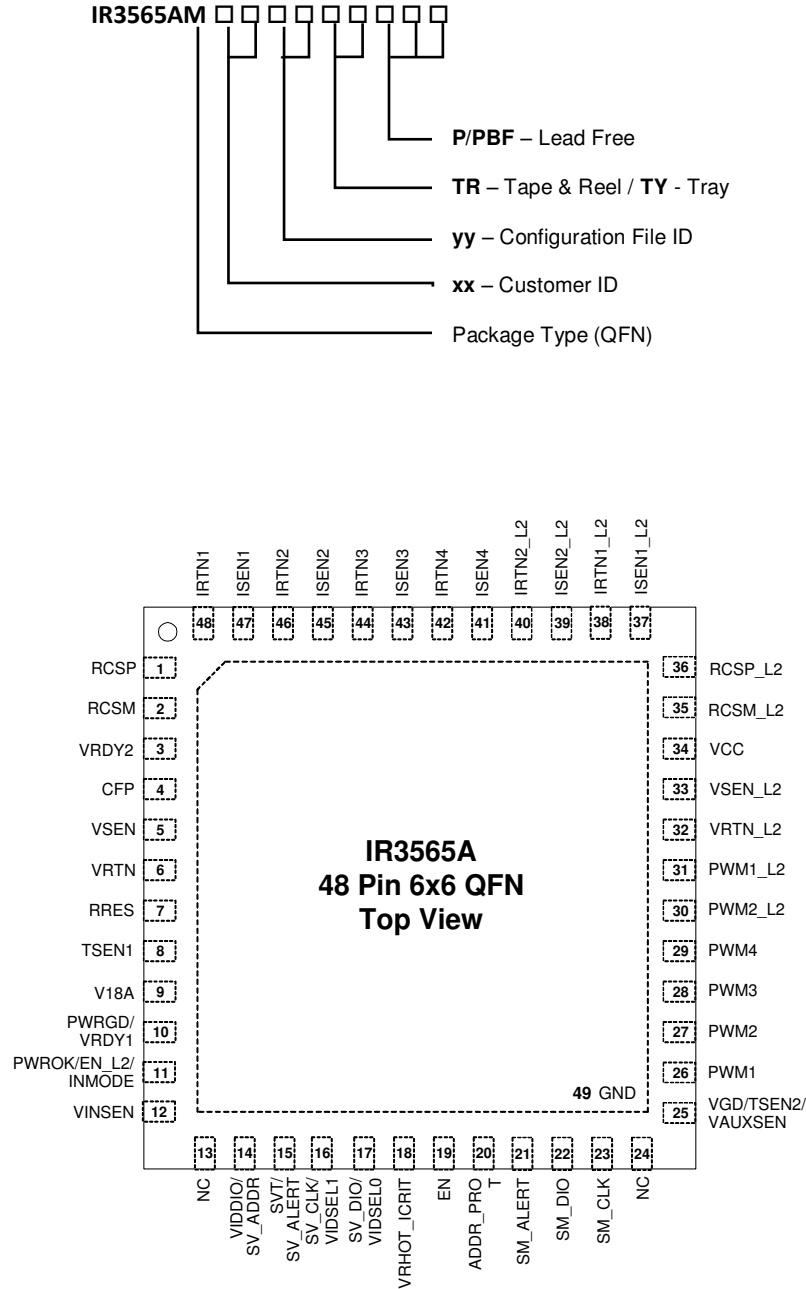 IR3565AM □ □ □ □ □ □ □ □ □
P/PBF – Lead Free
TR – Tape & Reel / TY - Tray
yy – Configuration File ID
xx – Customer ID
Package Type (QFN)
IRTN1
ISEN1
IRTN2
ISEN2
IRTN3
ISEN3
IRTN4
ISEN4
IRTN2_L2
ISEN2_L2
IRTN1_L2
ISEN1_L2
48 47 46 45 44 43 42 41 40 39 38 37
RCSP 1
RCSM 2
VRDY2 3
CFP 4
VSEN 5
VRTN 6
RRES 7
TSEN1 8
V18A 9
PWRGD/
VRDY1
10
PWROK/EN_L2/
INMODE
11
VINSEN 12
IR3565A
48 Pin 6x6 QFN
Top View
49 GND
36 RCSP_L2
35 RCSM_L2
34 VCC
33 VSEN_L2
32 VRTN_L2
31 PWM1_L2
30 PWM2_L2
29 PWM4
28 PWM3
27 PWM2
26 PWM1
25
VGD/TSEN2/
VAUXSEN
13 14 15 16 17 18 19 20 21 22 23 24
NC
VIDDIO/
SV_ADDR
SVT/
SV_ALERT
SV_CLK/
VIDSEL1
SV_DIO/
VIDSEL0
VRHOT_ICRIT
EN
ADDR_PRO
T
SM_ALERT
SM_DIO
SM_CLK
NC